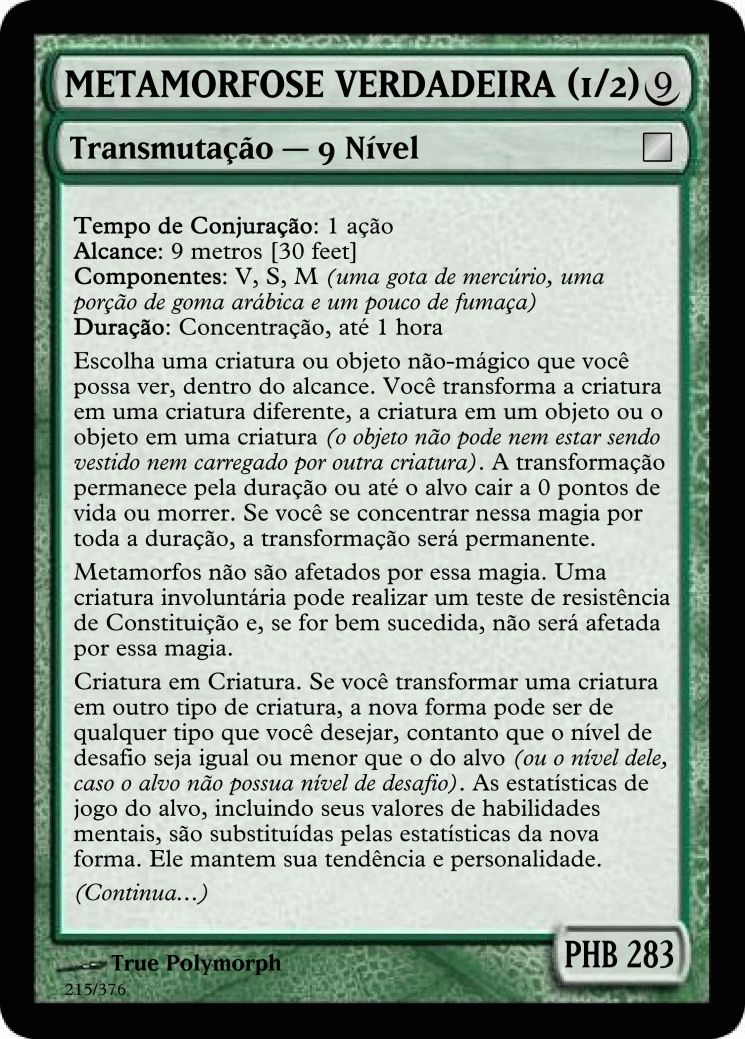 METAMORFOSE VERDADEIRA (1/2) 9
Transmutação — 9 Nível
Tempo de Conjuração: 1 ação
Alcance: 9 metros [30 feet]
Componentes: V, S, M (uma gota de mercúrio, uma
porção de goma arábica e um pouco de fumaça)
Duração: Concentração, até 1 hora
Escolha uma criatura ou objeto não-mágico que você
possa ver, dentro do alcance. Você transforma a criatura
em uma criatura diferente, a criatura em um objeto ou o
objeto em uma criatura (o objeto não pode nem estar sendo
vestido nem carregado por outra criatura). A transformação
permanece pela duração ou até o alvo cair a 0 pontos de
vida ou morrer. Se você se concentrar nessa magia por
toda a duração, a transformação será permanente.
Metamorfos não são afetados por essa magia. Uma
criatura involuntária pode realizar um teste de resistência
de Constituição e, se for bem sucedida, não será afetada
por essa magia.
Criatura em Criatura. Se você transformar uma criatura
em outro tipo de criatura, a nova forma pode ser de
qualquer tipo que você desejar, contanto que o nível de
desafio seja igual ou menor que o do alvo (ou o nível dele,
caso o alvo não possua nível de desafio). As estatísticas de
jogo do alvo, incluindo seus valores de habilidades
mentais, são substituídas pelas estatísticas da nova
forma. Ele mantem sua tendência e personalidade.
(Continua...)
PHB 283
True Polymorph
215/376